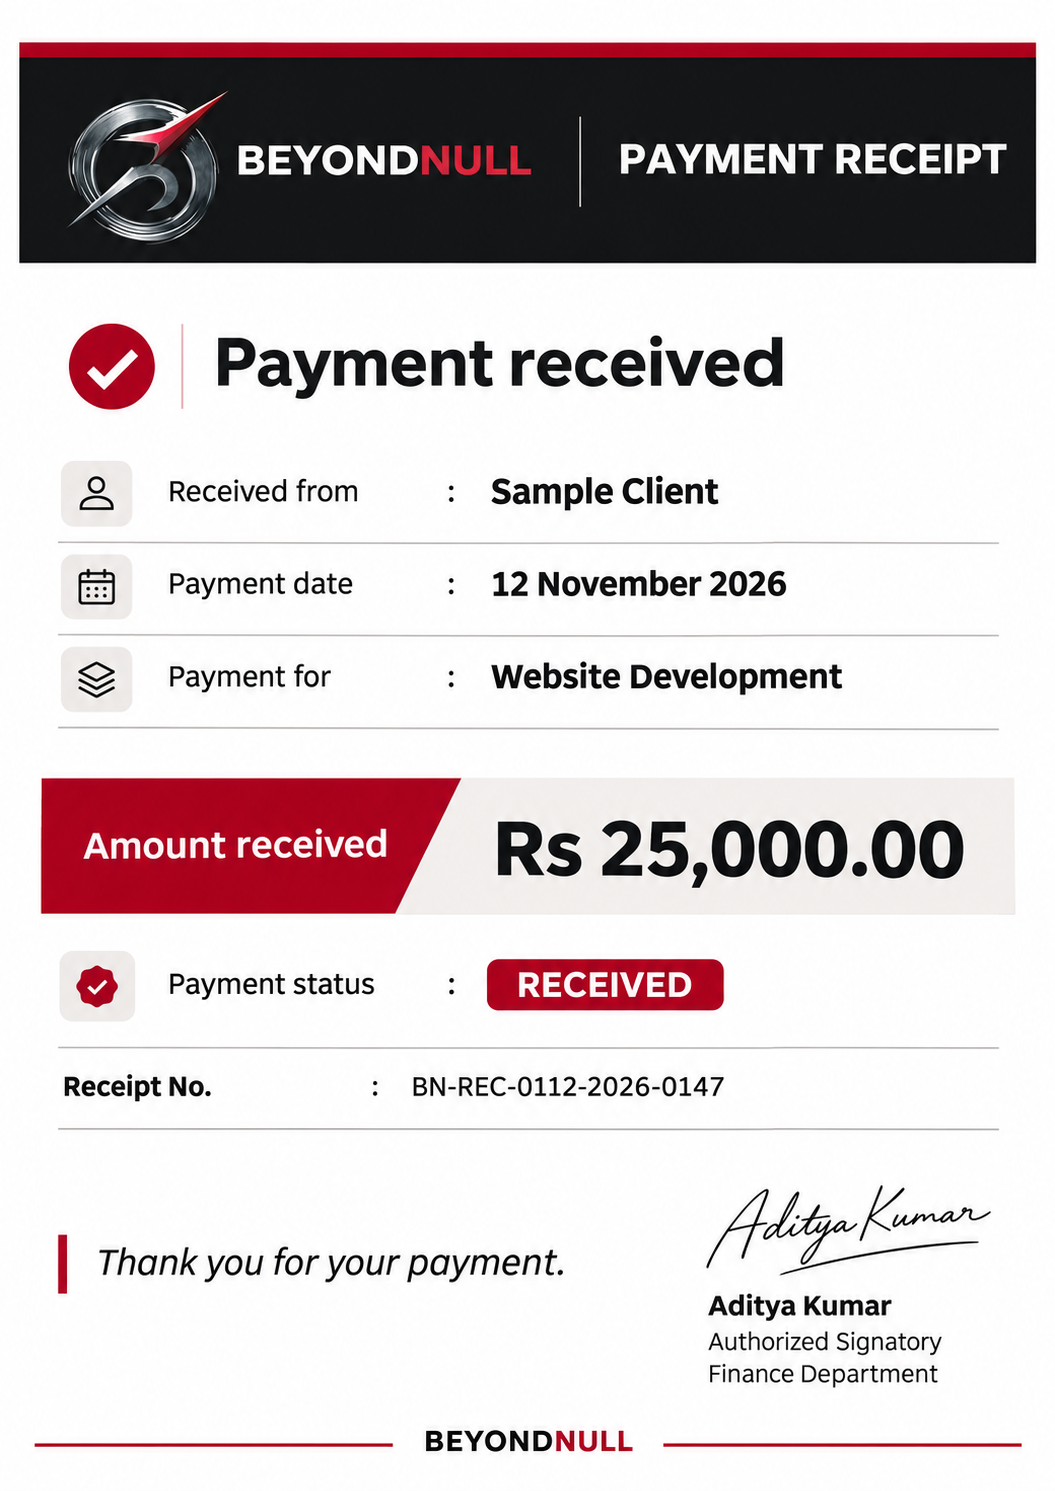 BEYONDNULL
PAYMENT RECEIPT
Payment received
Received from : Sample Client
Payment date : 12 November 2026
Payment for : Website Development
Amount received Rs 25,000.00
Payment status : RECEIVED
Receipt No. : BN-REC-0112-2026-0147
Aditya Kumar
Thank you for your payment.
Aditya Kumar
Authorized Signatory
Finance Department
BEYONDNULL